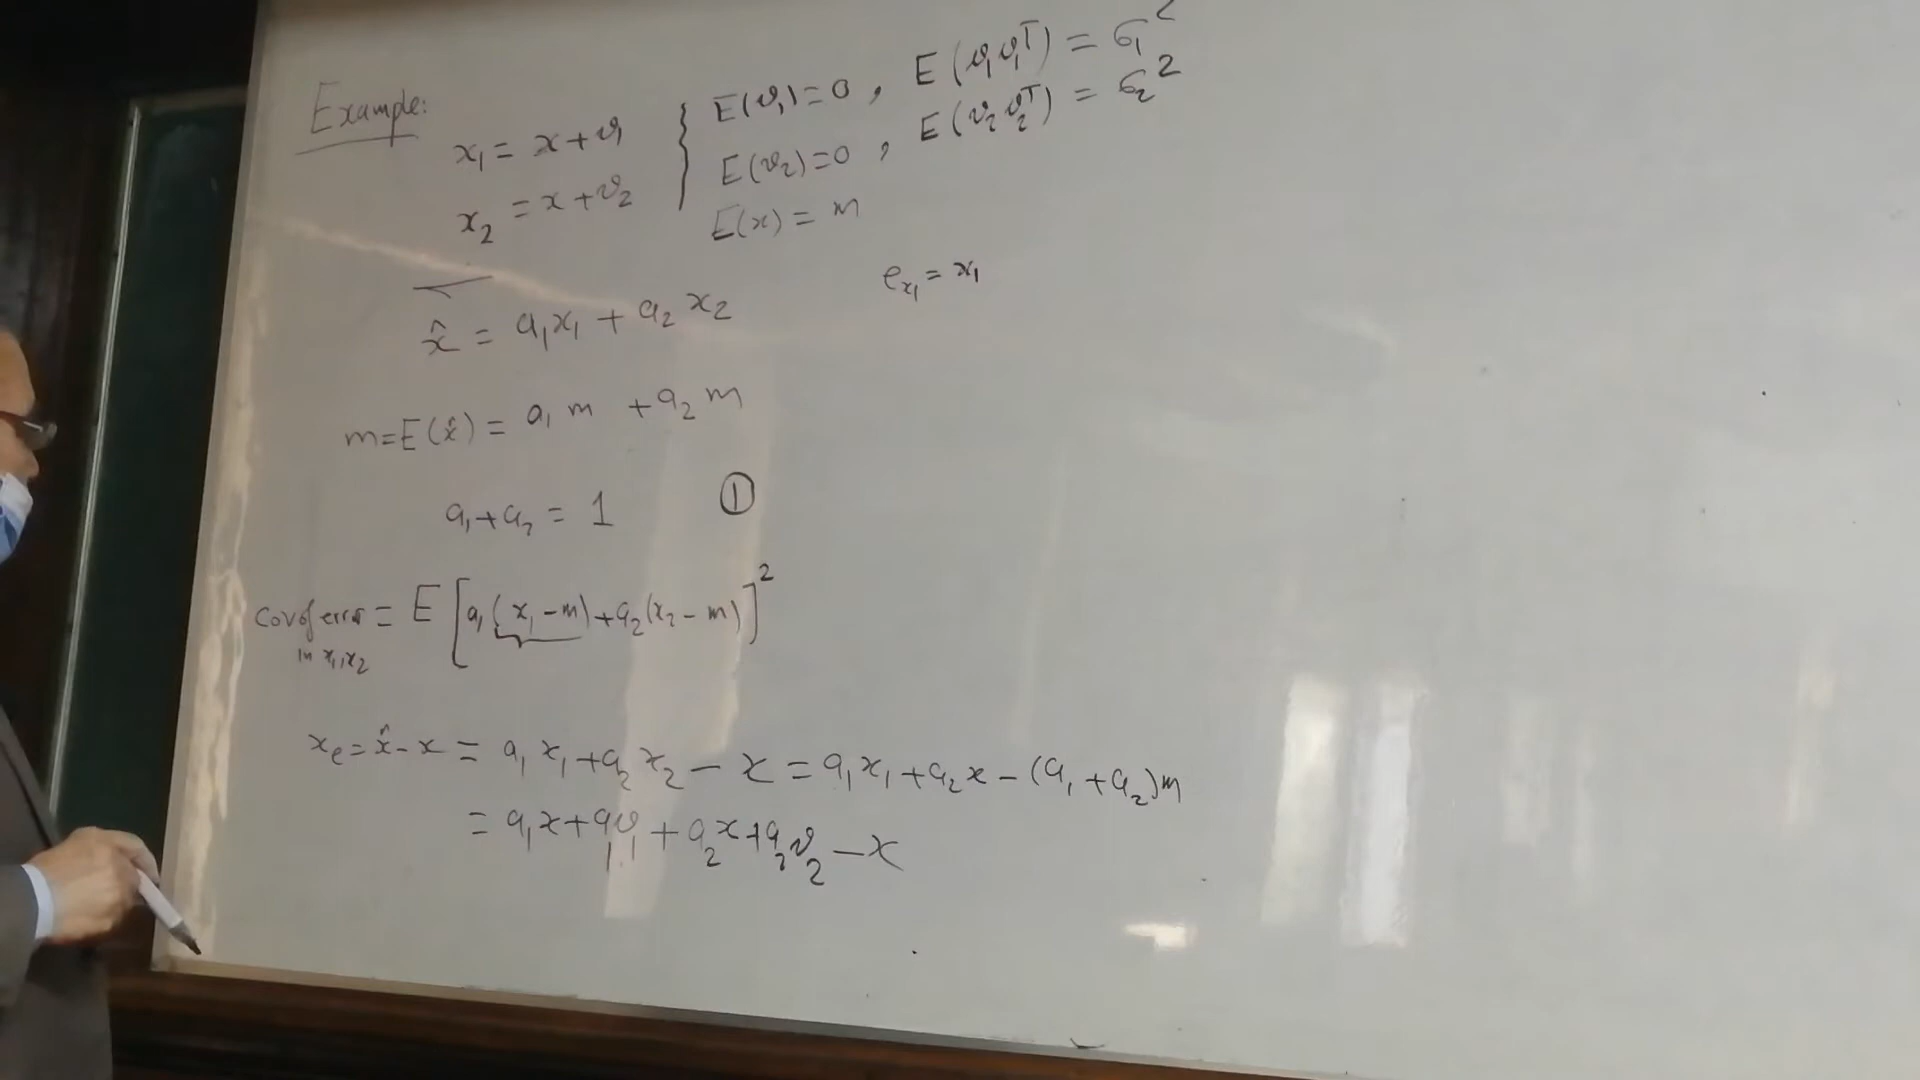 Example:
x₁ = x + v₁ } E(v₁) = 0 , E(v₁v₁ᵀ) = σ₁²
x₂ = x + v₂ E(v₂) = 0 , E(v₂v₂ᵀ) = σ₂²
E(x) = m
e_x₁ = x₁
x̂ = a₁x₁ + a₂x₂
m = E(x̂) = a₁m + a₂m
a₁ + a₂ = 1 ①
Cov of error = E[a₁(x₁ - m) + a₂(x₂ - m)]²
in x₁, x₂
xₑ = x̂ - x = a₁x₁ + a₂x₂ - x = a₁x₁ + a₂x - (a₁ + a₂)m
= a₁x + a₁v₁ + a₂x + a₂v₂ - x